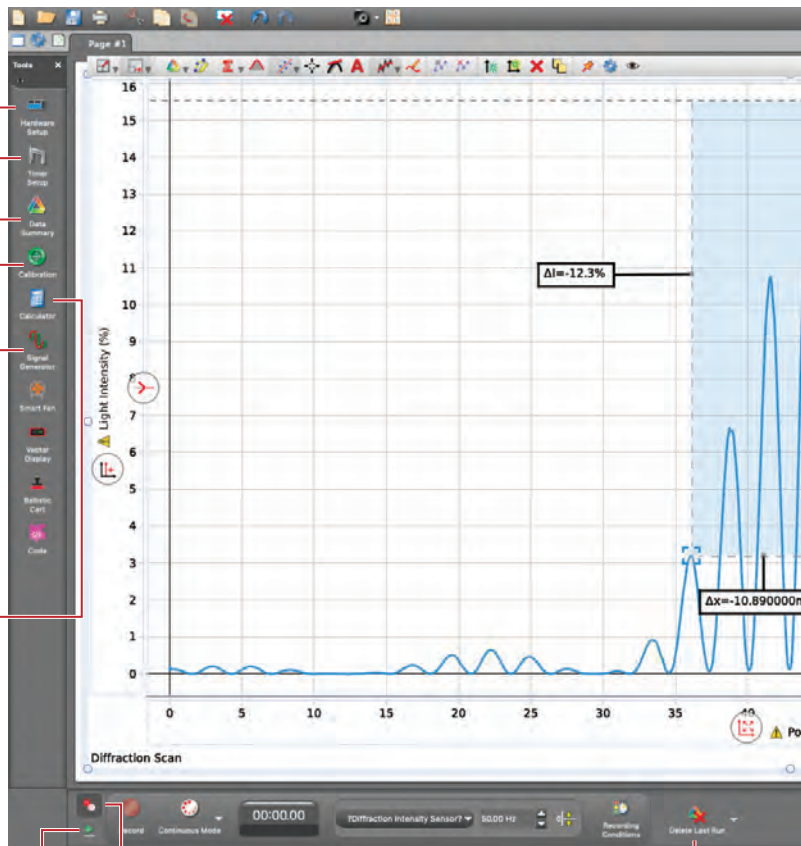 Page #1
Tools
Hardware
Setup
Timer
Setup
Data
Summary
Calibration
Calculator
Signal
Generator
Smart Fan
Vector
Display
Ballistic
Cart
Code
16
15
14
13
12
11
10
9
8
7
6
5
4
3
2
1
0
Light Intensity (%)
ΔI=-12.3%
Δx=-10.890000m
0 5 10 15 20 25 30 35 40
Po
Diffraction Scan
Record
Continuous Mode
00:00.00
?Diffraction Intensity Sensor?
50.00 Hz
Recording
Conditions
Delete Last Run